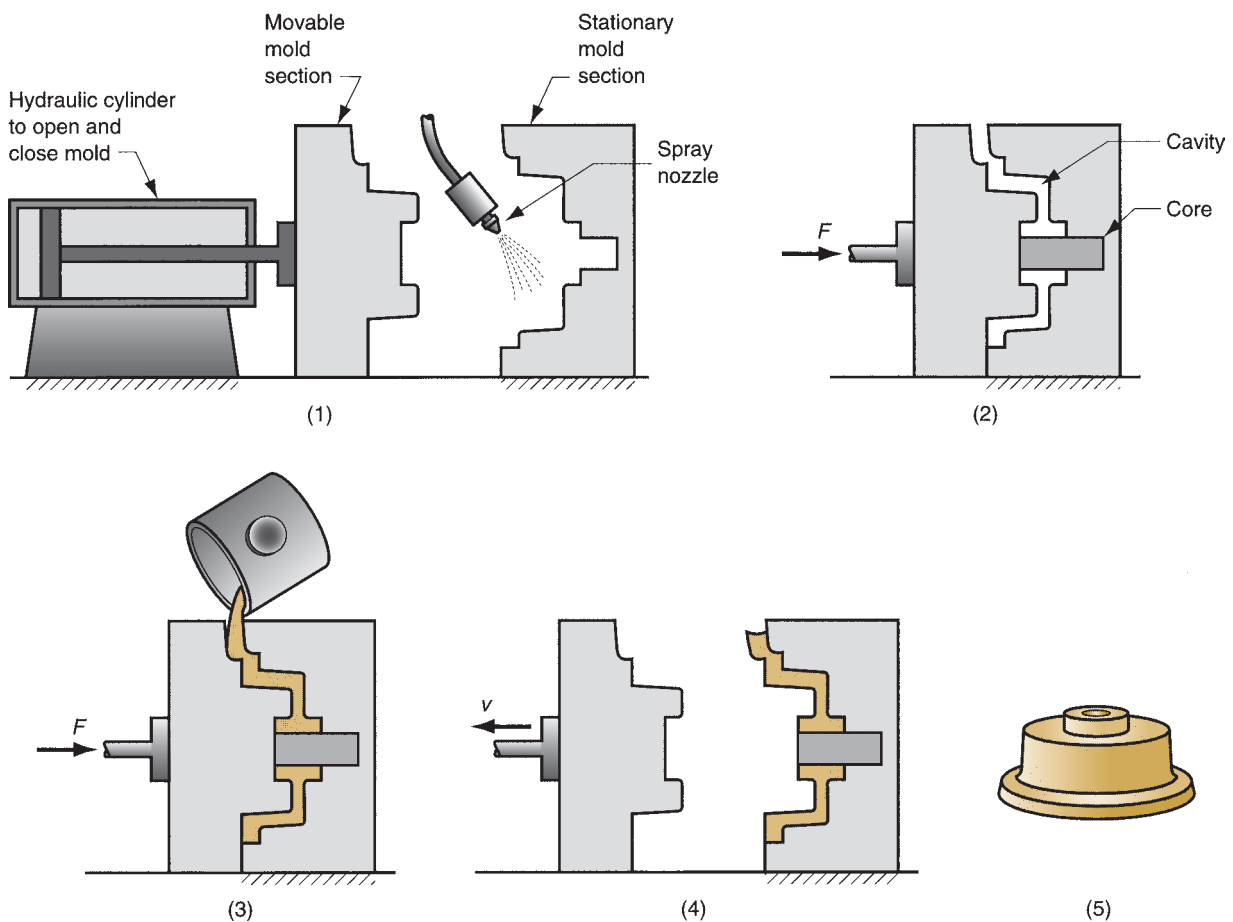 Movable
mold
section
Stationary
mold
section
Hydraulic cylinder
to open and
close mold
Spray
nozzle
Cavity
Core
F
(1)
(2)
F
v
(3)
(4)
(5)